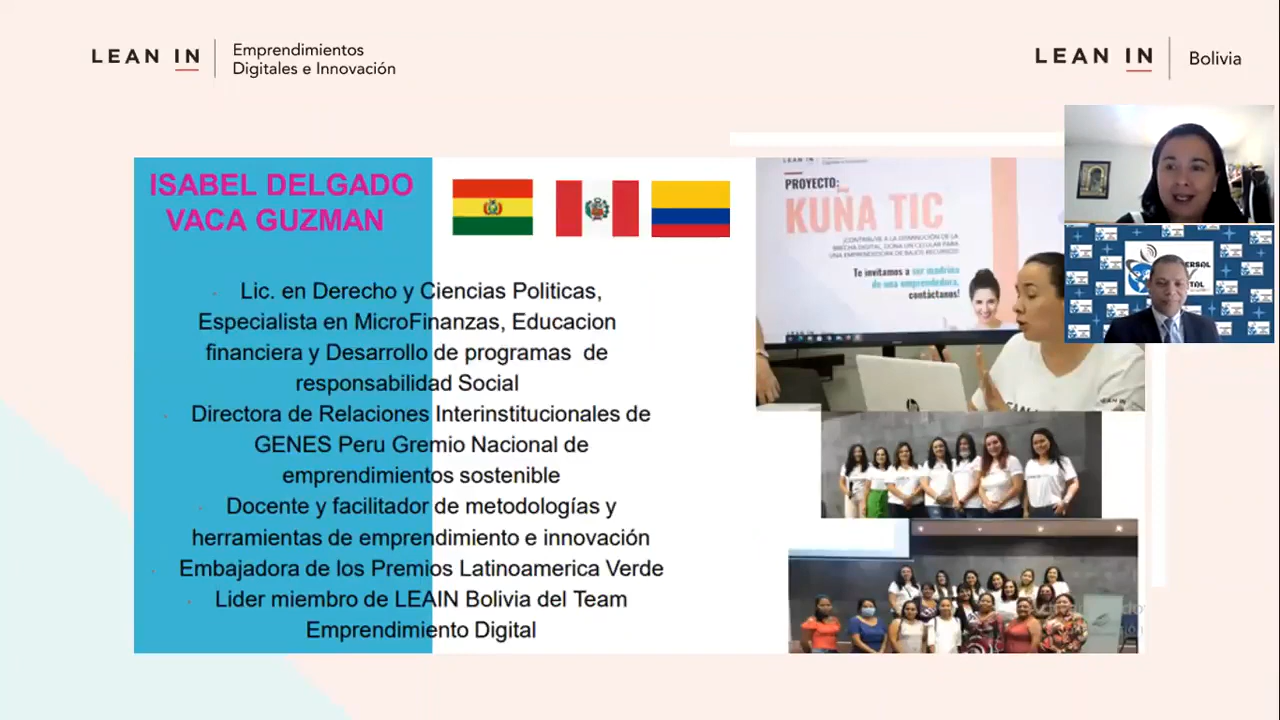 LEAN IN
Emprendimientos
Digitales e Innovación
LEAN IN
Bolivia
ISABEL DELGADO
VACA GUZMAN
Lic. en Derecho y Ciencias Politicas,
Especialista en MicroFinanzas, Educacion
financiera y Desarrollo de programas de
responsabilidad Social
Directora de Relaciones Interinstitucionales de
GENES Peru Gremio Nacional de
emprendimientos sostenible
Docente y facilitador de metodologías y
herramientas de emprendimiento e innovación
Embajadora de los Premios Latinoamerica Verde
Lider miembro de LEAIN Bolivia del Team
Emprendimiento Digital
LEAN IN
PROYECTO:
KUÑA TIC
¡CONTRIBUYE A LA DISMINUCIÓN DE LA
BRECHA DIGITAL, DONA UN CELULAR PARA
UNA EMPRENDEDORA DE BAJOS RECURSOS!
Te invitamos a ser madrina
de una emprendedora,
contáctanos!